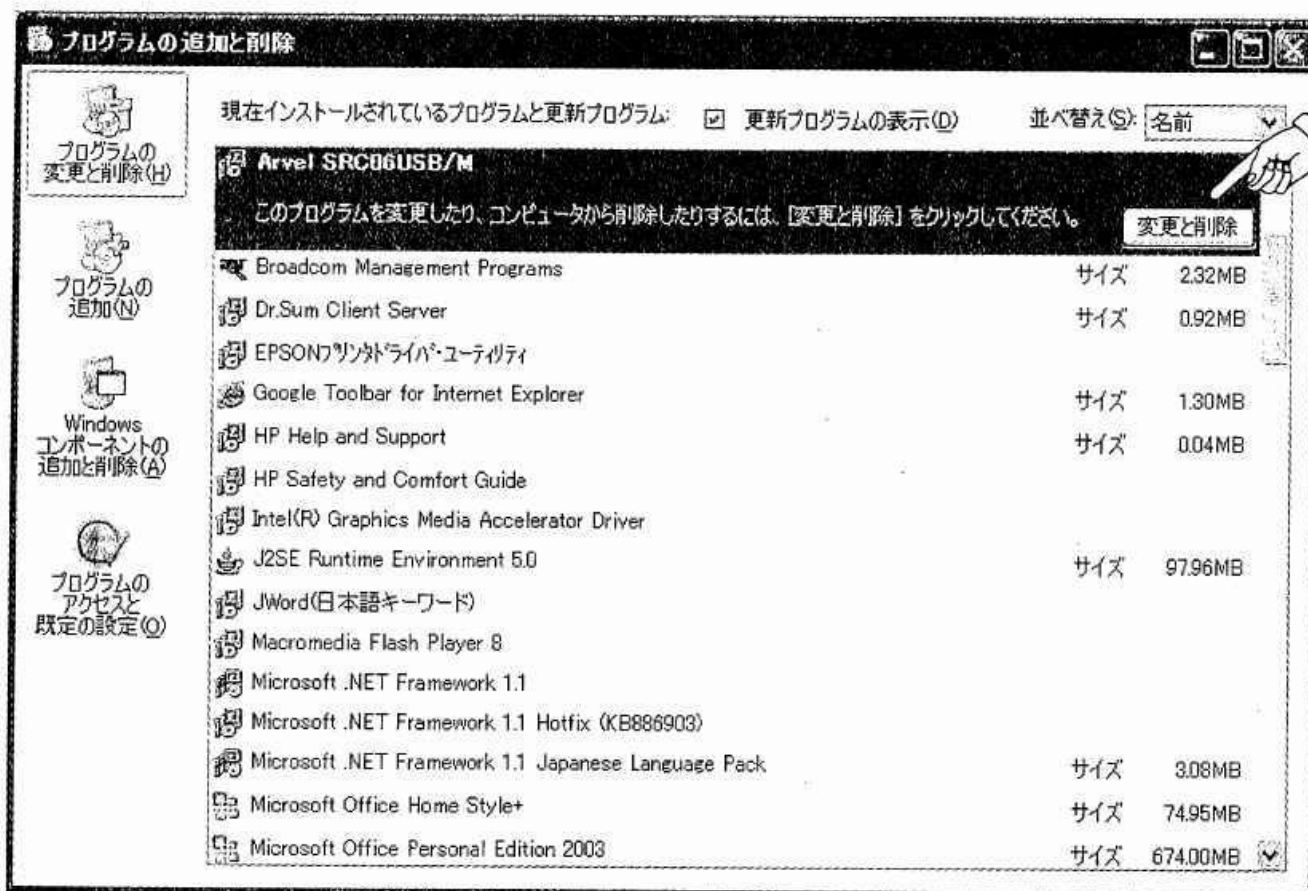 プログラムの追加と削除
プログラムの
変更と削除(H)
プログラムの
追加(N)
Windows
コンポーネントの
追加と削除(A)
プログラムの
アクセスと
既定の設定(O)
現在インストールされているプログラムと更新プログラム: 更新プログラムの表示(D) 並べ替え(S): 名前
Arvel SRC06USB/M
このプログラムを変更したり、コンピュータから削除したりするには、[変更と削除] をクリックしてください。 変更と削除
Broadcom Management Programs サイズ 2.32MB
Dr.Sum Client Server サイズ 0.92MB
EPSONプリンタドライバ・ユーティリティ
Google Toolbar for Internet Explorer サイズ 1.30MB
HP Help and Support サイズ 0.04MB
HP Safety and Comfort Guide
Intel(R) Graphics Media Accelerator Driver
J2SE Runtime Environment 5.0 サイズ 97.96MB
JWord(日本語キーワード)
Macromedia Flash Player 8
Microsoft .NET Framework 1.1
Microsoft .NET Framework 1.1 Hotfix (KB886903)
Microsoft .NET Framework 1.1 Japanese Language Pack サイズ 3.08MB
Microsoft Office Home Style+ サイズ 74.95MB
Microsoft Office Personal Edition 2003 サイズ 674.00MB